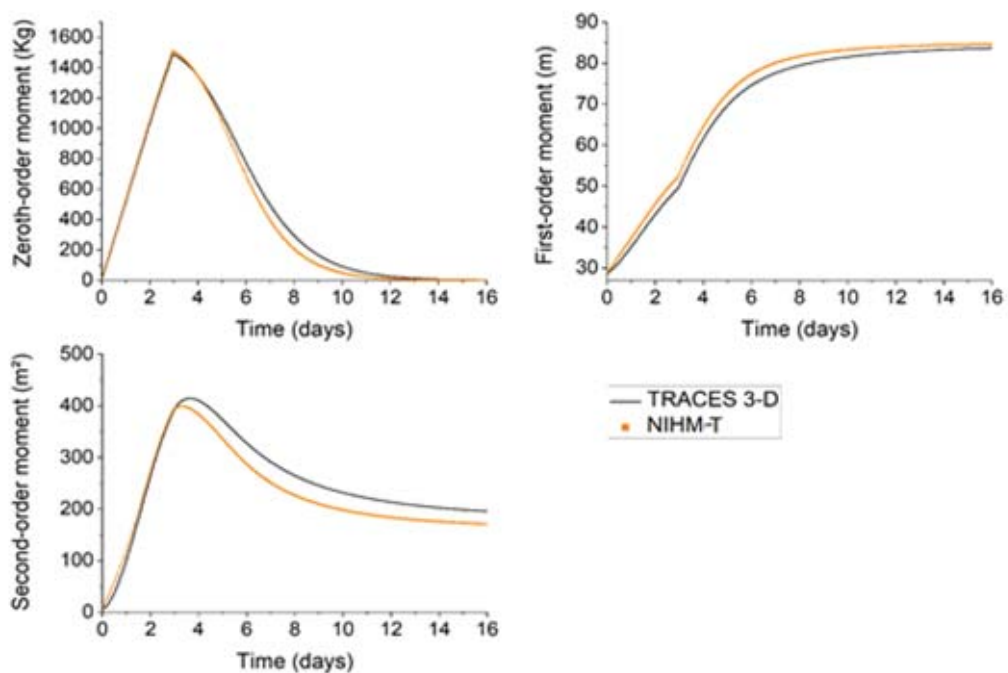 Zeroth-order moment (Kg)
1600
1400
1200
1000
800
600
400
200
0
0 2 4 6 8 10 12 14 16
Time (days)
First-order moment (m)
90
80
70
60
50
40
30
0 2 4 6 8 10 12 14 16
Time (days)
Second-order moment (m²)
500
400
300
200
100
0
0 2 4 6 8 10 12 14 16
Time (days)
TRACES 3-D
NIHM-T